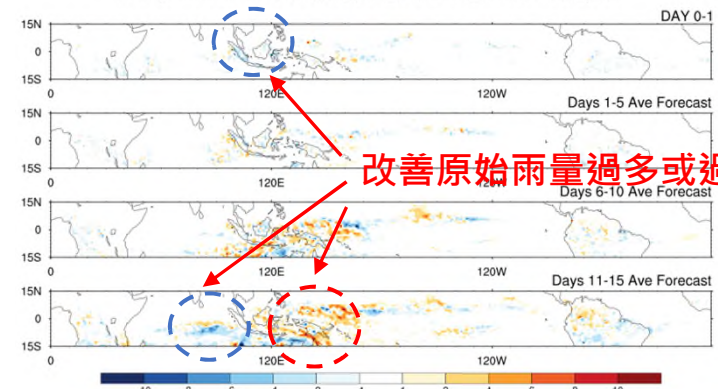 DAY 0-1
15N
0
15S
0 120E 120W
Days 1-5 Ave Forecast
15N
0
15S
0 120E 120W
改善原始雨量過多或過
Days 6-10 Ave Forecast
15N
0
15S
0 120E 120W
Days 11-15 Ave Forecast
15N
0
15S
0 120E 120W